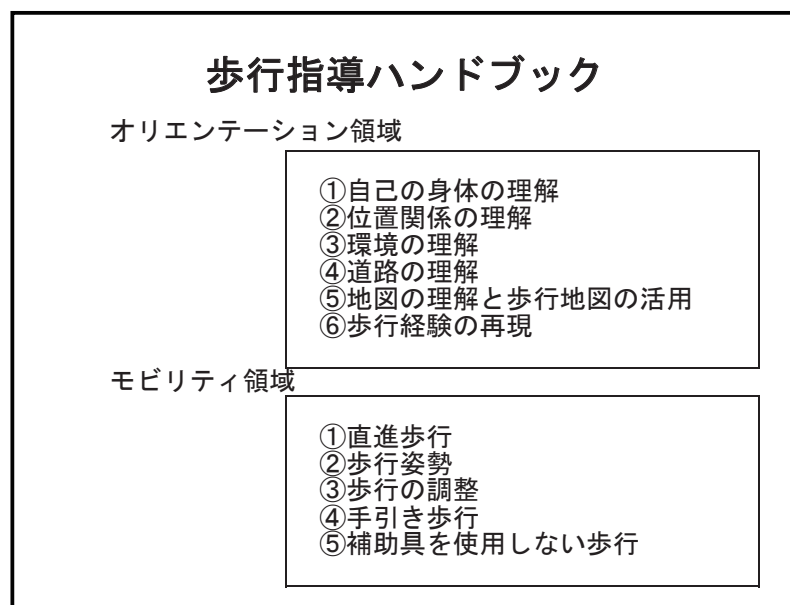 歩行指導ハンドブック
オリエンテーション領域
①自己の身体の理解
②位置関係の理解
③環境の理解
④道路の理解
⑤地図の理解と歩行地図の活用
⑥歩行経験の再現
モビリティ領域
①直進歩行
②歩行姿勢
③歩行の調整
④手引き歩行
⑤補助具を使用しない歩行